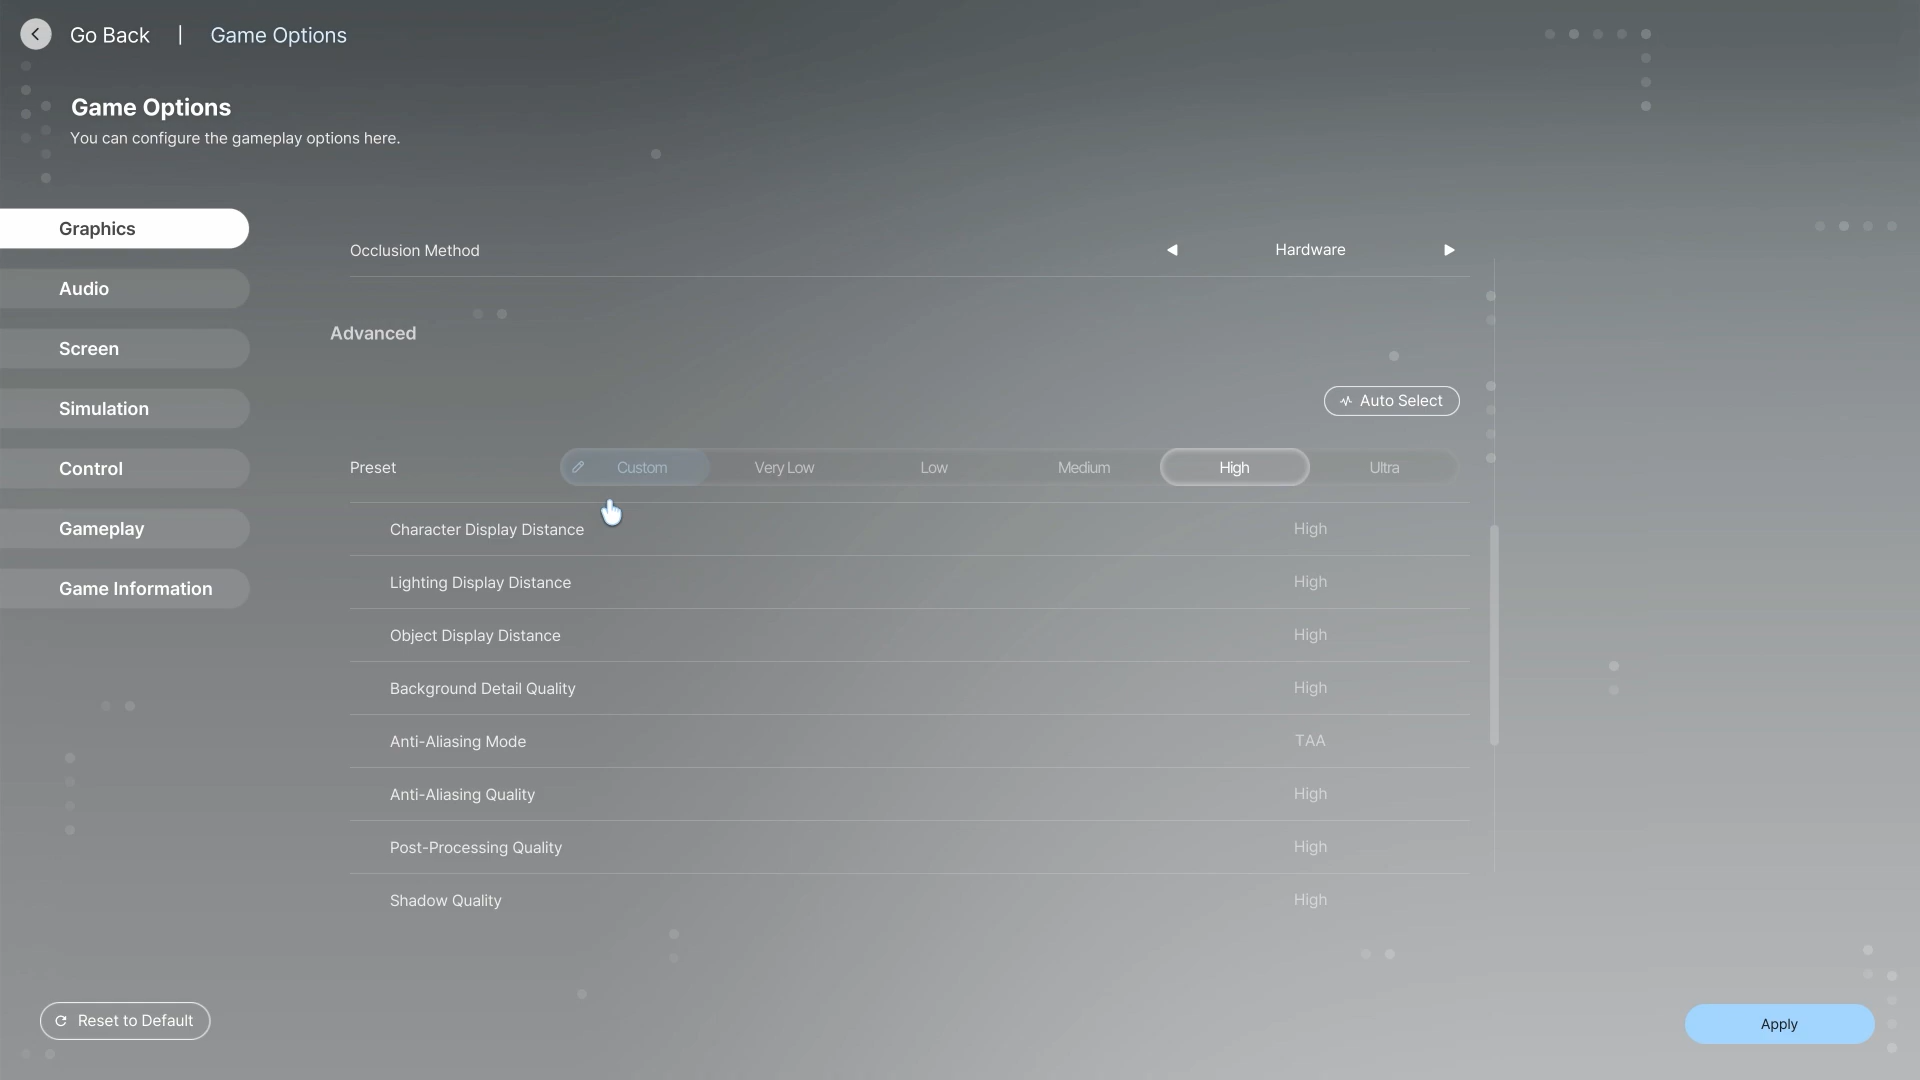 Go Back | Game Options
Game Options
You can configure the gameplay options here.
Graphics
Audio
Screen
Simulation
Control
Gameplay
Game Information
Occlusion Method Hardware
Advanced
Auto Select
Preset Custom Very Low Low Medium High Ultra
Character Display Distance High
Lighting Display Distance High
Object Display Distance High
Background Detail Quality High
Anti-Aliasing Mode TAA
Anti-Aliasing Quality High
Post-Processing Quality High
Shadow Quality High
Reset to Default
Apply